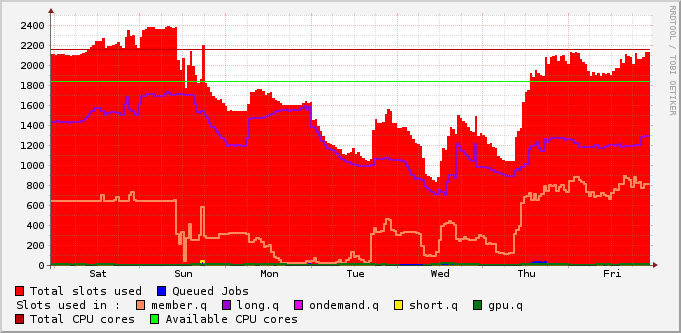 RRDTOOL / TOBI OETIKER
2400
2200
2000
1800
1600
1400
1200
1000
800
600
400
200
0
Sat Sun Mon Tue Wed Thu Fri
Total slots used Queued Jobs
Slots used in : member.q long.q ondemand.q short.q gpu.q
Total CPU cores Available CPU cores